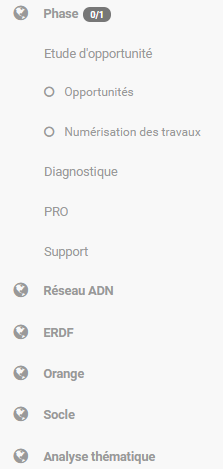 Phase 0/1
Etude d'opportunité
Opportunités
Numérisation des travaux
Diagnostique
PRO
Support
Réseau ADN
ERDF
Orange
Socle
Analyse thématique